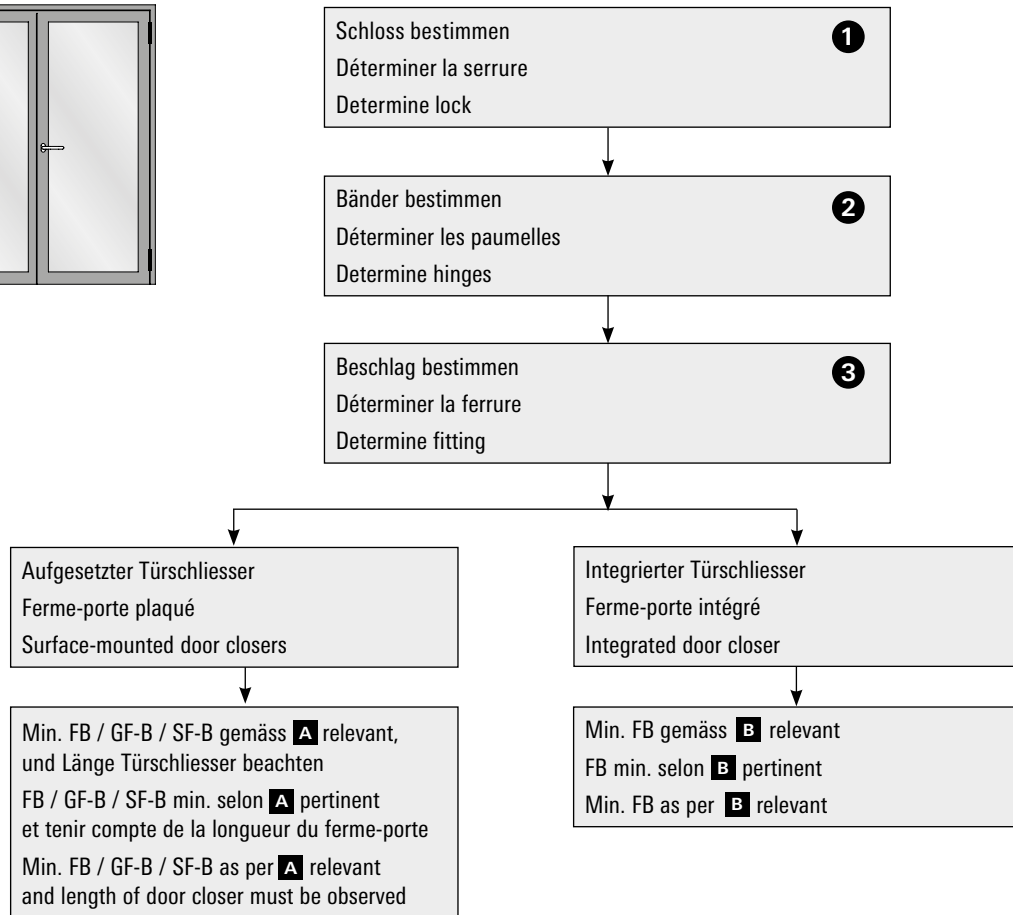 Schloss bestimmen
1
Déterminer la serrure
Determine lock
Bänder bestimmen
2
Déterminer les paumelles
Determine hinges
Beschlag bestimmen
3
Déterminer la ferrure
Determine fitting
Aufgesetzter Türschliesser
Ferme-porte plaqué
Surface-mounted door closers
Integrierter Türschliesser
Ferme-porte intégré
Integrated door closer
Min. FB / GF-B / SF-B gemäss A relevant,
und Länge Türschliesser beachten
FB / GF-B / SF-B min. selon A pertinent
et tenir compte de la longueur du ferme-porte
Min. FB / GF-B / SF-B as per A relevant
and length of door closer must be observed
Min. FB gemäss B relevant
FB min. selon B pertinent
Min. FB as per B relevant